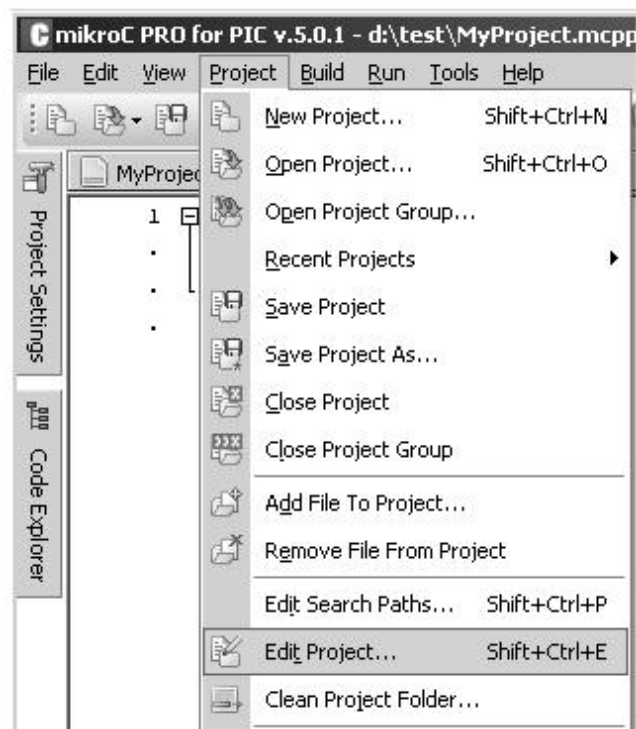 mikroC PRO for PIC v.5.0.1 - d:\test\MyProject.mcpp
File Edit View Project Build Run Tools Help
MyProjec
1
Project Settings
Code Explorer
New Project... Shift+Ctrl+N
Open Project... Shift+Ctrl+O
Open Project Group...
Recent Projects
Save Project
Save Project As...
Close Project
Close Project Group
Add File To Project...
Remove File From Project
Edit Search Paths... Shift+Ctrl+P
Edit Project... Shift+Ctrl+E
Clean Project Folder...